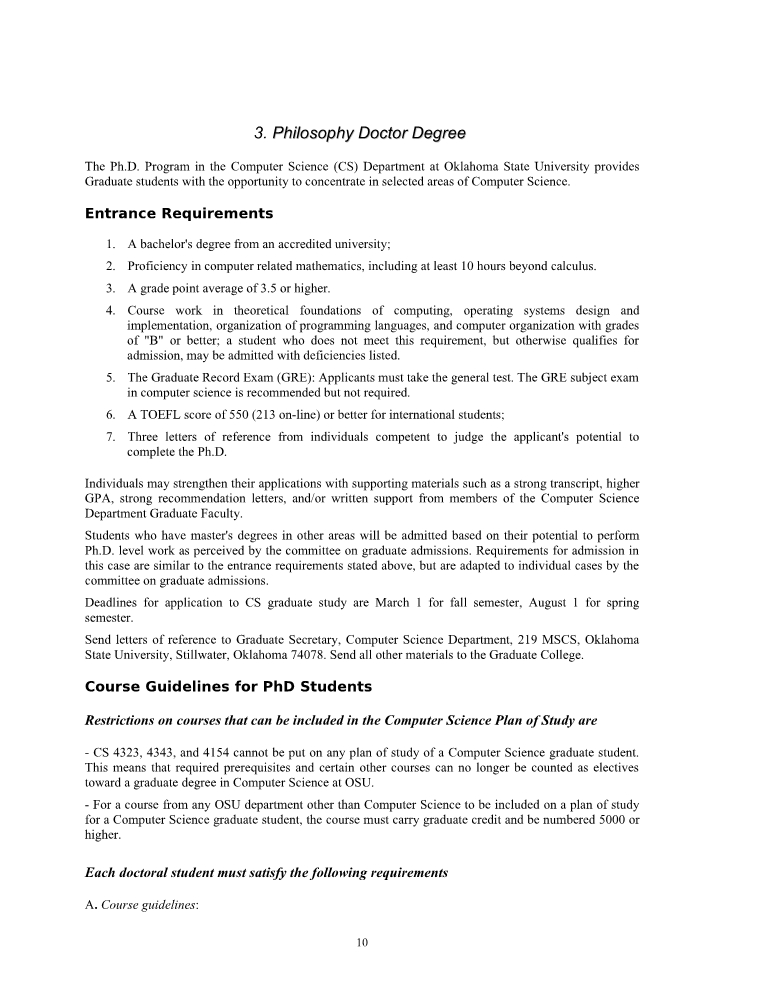 3. Philosophy Doctor Degree
The Ph.D. Program in the Computer Science (CS) Department at Oklahoma State University provides
Graduate students with the opportunity to concentrate in selected areas of Computer Science.
Entrance Requirements
1. A bachelor's degree from an accredited university;
2. Proficiency in computer related mathematics, including at least 10 hours beyond calculus.
3. A grade point average of 3.5 or higher.
4. Course work in theoretical foundations of computing, operating systems design and
implementation, organization of programming languages, and computer organization with grades
of "B" or better; a student who does not meet this requirement, but otherwise qualifies for
admission, may be admitted with deficiencies listed.
5. The Graduate Record Exam (GRE): Applicants must take the general test. The GRE subject exam
in computer science is recommended but not required.
6. A TOEFL score of 550 (213 on-line) or better for international students;
7. Three letters of reference from individuals competent to judge the applicant's potential to
complete the Ph.D.
Individuals may strengthen their applications with supporting materials such as a strong transcript, higher
GPA, strong recommendation letters, and/or written support from members of the Computer Science
Department Graduate Faculty.
Students who have master's degrees in other areas will be admitted based on their potential to perform
Ph.D. level work as perceived by the committee on graduate admissions. Requirements for admission in
this case are similar to the entrance requirements stated above, but are adapted to individual cases by the
committee on graduate admissions.
Deadlines for application to CS graduate study are March 1 for fall semester, August 1 for spring
semester.
Send letters of reference to Graduate Secretary, Computer Science Department, 219 MSCS, Oklahoma
State University, Stillwater, Oklahoma 74078. Send all other materials to the Graduate College.
Course Guidelines for PhD Students
Restrictions on courses that can be included in the Computer Science Plan of Study are
- CS 4323, 4343, and 4154 cannot be put on any plan of study of a Computer Science graduate student.
This means that required prerequisites and certain other courses can no longer be counted as electives
toward a graduate degree in Computer Science at OSU.
- For a course from any OSU department other than Computer Science to be included on a plan of study
for a Computer Science graduate student, the course must carry graduate credit and be numbered 5000 or
higher.
Each doctoral student must satisfy the following requirements
A. Course guidelines:
10